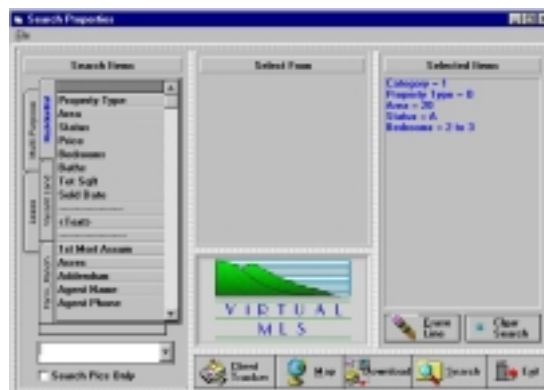 Search Properties
File
Search Items
Select From
Selected Items
Multi Purpose
Residential
Lease
Vacant Land
Property Type
Area
Status
Price
Bedrooms
Baths
Tot Sqft
Sold Date
--------------------
<Text>
--------------------
1st Mort Assum
Acres
Addendum
Agent Name
Agent Phone
Category = 1
Property Type = 0
Area = 20
Status = A
Bedrooms = 2 to 3
VIRTUAL
MLS
Erase Line
Clear Search
Search Pics Only
Client Tracker
Map
Download
Search
Exit